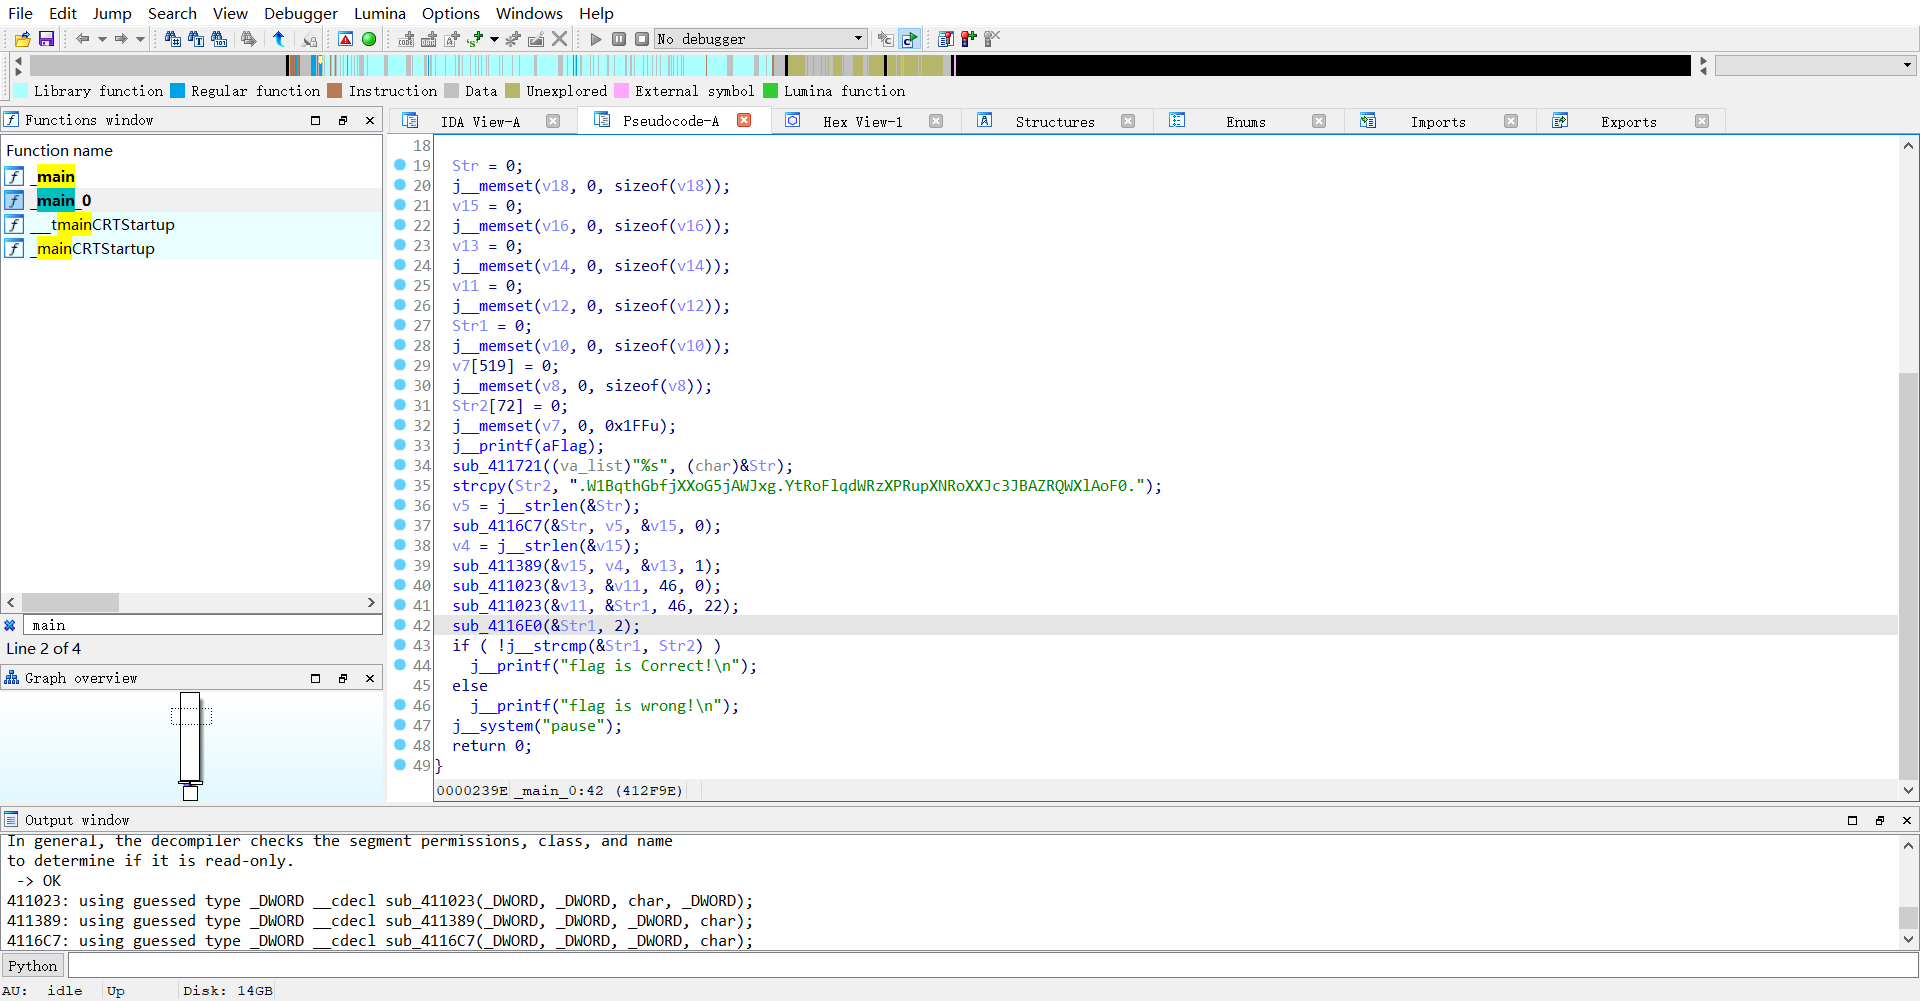 File Edit Jump Search View Debugger Lumina Options Windows Help
No debugger
Library function Regular function Instruction Data Unexplored External symbol Lumina function
Functions window
IDA View-A Pseudocode-A Hex View-1 Structures Enums Imports Exports
Function name
_main
_main_0
___tmainCRTStartup
_mainCRTStartup
main
Line 2 of 4
Graph overview
18
19 Str = 0;
20 j__memset(v18, 0, sizeof(v18));
21 v15 = 0;
22 j__memset(v16, 0, sizeof(v16));
23 v13 = 0;
24 j__memset(v14, 0, sizeof(v14));
25 v11 = 0;
26 j__memset(v12, 0, sizeof(v12));
27 Str1 = 0;
28 j__memset(v10, 0, sizeof(v10));
29 v7[519] = 0;
30 j__memset(v8, 0, sizeof(v8));
31 Str2[72] = 0;
32 j__memset(v7, 0, 0x1FFu);
33 j__printf(aFlag);
34 sub_411721((va_list)"%s", (char)&Str);
35 strcpy(Str2, ".W1BqthGbfjXXoG5jAWJxg.YtRoFlqdWRzXPRupXNRoXXJc3JBAZRQWXlAoF0.");
36 v5 = j__strlen(&Str);
37 sub_4116C7(&Str, v5, &v15, 0);
38 v4 = j__strlen(&v15);
39 sub_411389(&v15, v4, &v13, 1);
40 sub_411023(&v13, &v11, 46, 0);
41 sub_411023(&v11, &Str1, 46, 22);
42 sub_4116E0(&Str1, 2);
43 if ( !j__strcmp(&Str1, Str2) )
44 j__printf("flag is Correct!\n");
45 else
46 j__printf("flag is wrong!\n");
47 j__system("pause");
48 return 0;
49 }
0000239E _main_0:42 (412F9E)
Output window
In general, the decompiler checks the segment permissions, class, and name
to determine if it is read-only.
-> OK
411023: using guessed type _DWORD __cdecl sub_411023(_DWORD, _DWORD, char, _DWORD);
411389: using guessed type _DWORD __cdecl sub_411389(_DWORD, _DWORD, _DWORD, char);
4116C7: using guessed type _DWORD __cdecl sub_4116C7(_DWORD, _DWORD, _DWORD, char);
Python
AU: idle Up Disk: 14GB